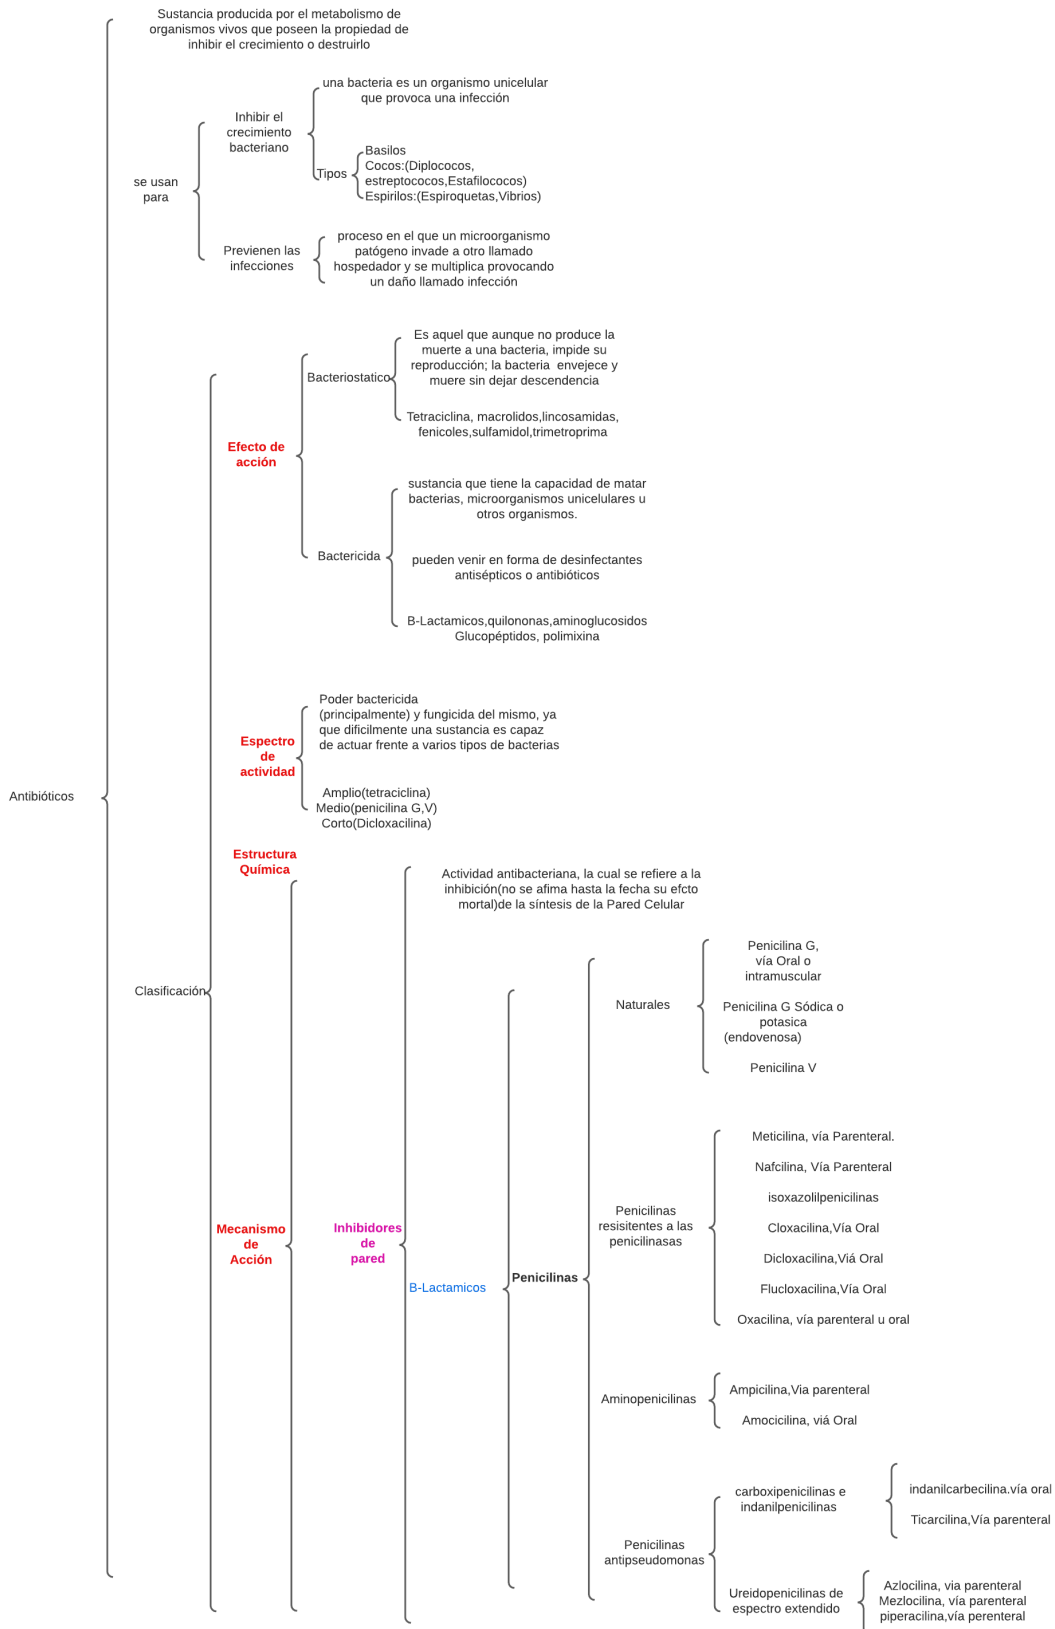 Sustancia producida por el metabolismo de
organismos vivos que poseen la propiedad de
inhibir el crecimiento o destruirlo
una bacteria es un organismo unicelular
que provoca una infección
Inhibir el
crecimiento
bacteriano
Tipos
Basilos
Cocos:(Diplococos,
estreptococos,Estafilococos)
Espirilos:(Espiroquetas,Vibrios)
se usan
para
Previenen las
infecciones
proceso en el que un microorganismo
patógeno invade a otro llamado
hospedador y se multiplica provocando
un daño llamado infección
Es aquel que aunque no produce la
muerte a una bacteria, impide su
reproducción; la bacteria  envejece y
muere sin dejar descendencia
Bacteriostatico
Tetraciclina, macrolidos,lincosamidas,
fenicoles,sulfamidol,trimetroprima
Efecto de
acción
sustancia que tiene la capacidad de matar
bacterias, microorganismos unicelulares u
otros organismos.
Bactericida
pueden venir en forma de desinfectantes
antisépticos o antibióticos
B-Lactamicos,quilononas,aminoglucosidos
Glucopéptidos, polimixina
Poder bactericida
(principalmente) y fungicida del mismo, ya
que dificilmente una sustancia es capaz
de actuar frente a varios tipos de bacterias
Espectro
de
actividad
Amplio(tetraciclina)
Medio(penicilina G,V)
Corto(Dicloxacilina)
Antibióticos
Estructura
Química
Actividad antibacteriana, la cual se refiere a la
inhibición(no se afima hasta la fecha su efcto
mortal)de la síntesis de la Pared Celular
Clasificación
Penicilina G,
vía Oral o
intramuscular
Naturales
Penicilina G Sódica o
potasica
(endovenosa)
Penicilina V
Meticilina, vía Parenteral.
Nafcilina, Vía Parenteral
isoxazolilpenicilinas
Penicilinas
resisitentes a las
penicilinasas
Cloxacilina,Vía Oral
Dicloxacilina,Viá Oral
Flucloxacilina,Vía Oral
Oxacilina, vía parenteral u oral
Mecanismo
de
Acción
Inhibidores
de
pared
B-Lactamicos
Penicilinas
Aminopenicilinas
Ampicilina,Via parenteral
Amocicilina, viá Oral
carboxipenicilinas e
indanilpenicilinas
indanilcarbecilina.vía oral
Ticarcilina,Vía parenteral
Penicilinas
antipseudomonas
Ureidopenicilinas de
espectro extendido
Azlocilina, via parenteral
Mezlocilina, vía parenteral
piperacilina,vía perenteral